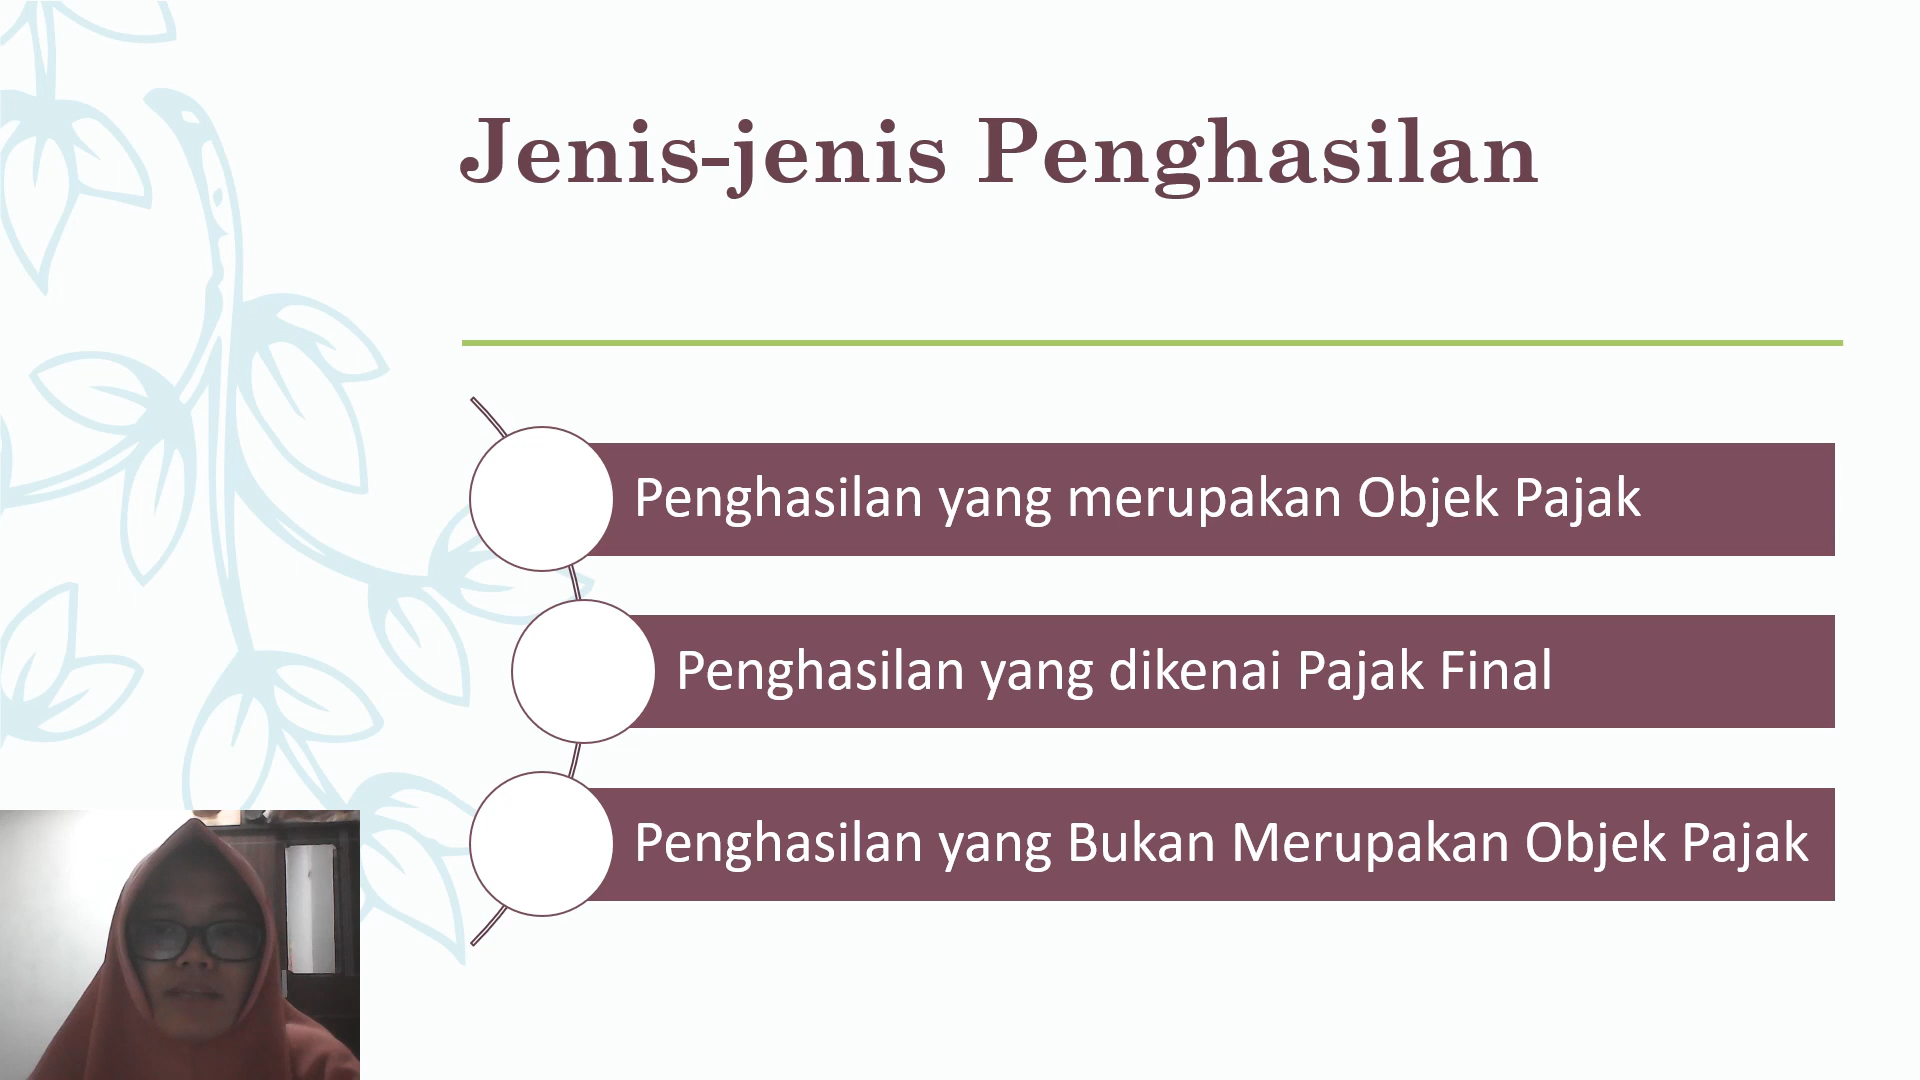 Jenis-jenis Penghasilan
Penghasilan yang merupakan Objek Pajak
Penghasilan yang dikenai Pajak Final
Penghasilan yang Bukan Merupakan Objek Pajak